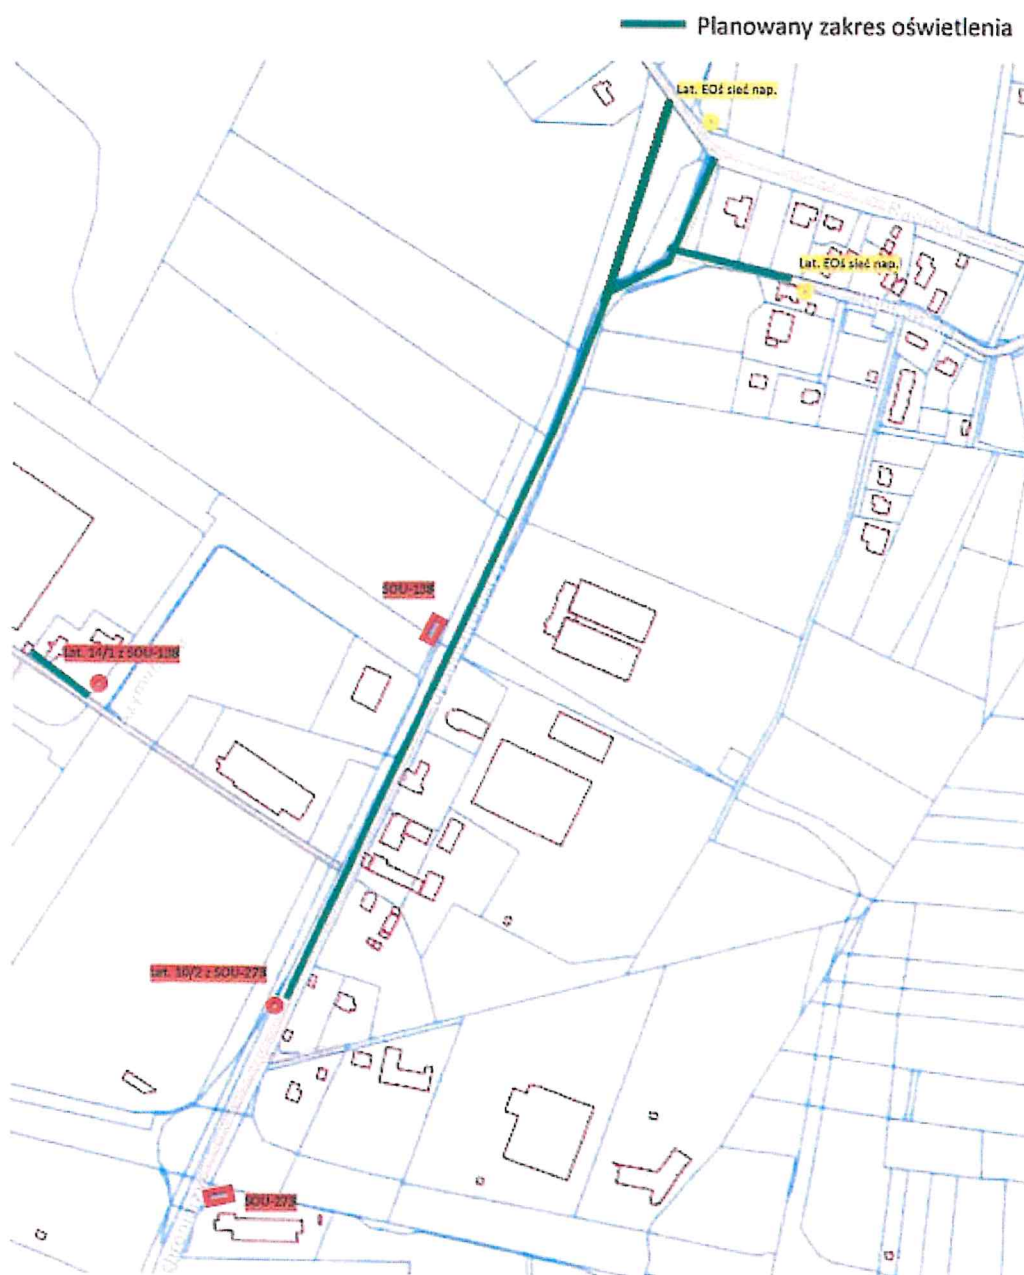 Planowany zakres oświetlenia
Lat. EOś sieć nap.
Lat. EOś sieć nap.
SOU-138
Lat. 14/1 z SOU-138
Lat. 16/2 z SOU-273
SOU-273